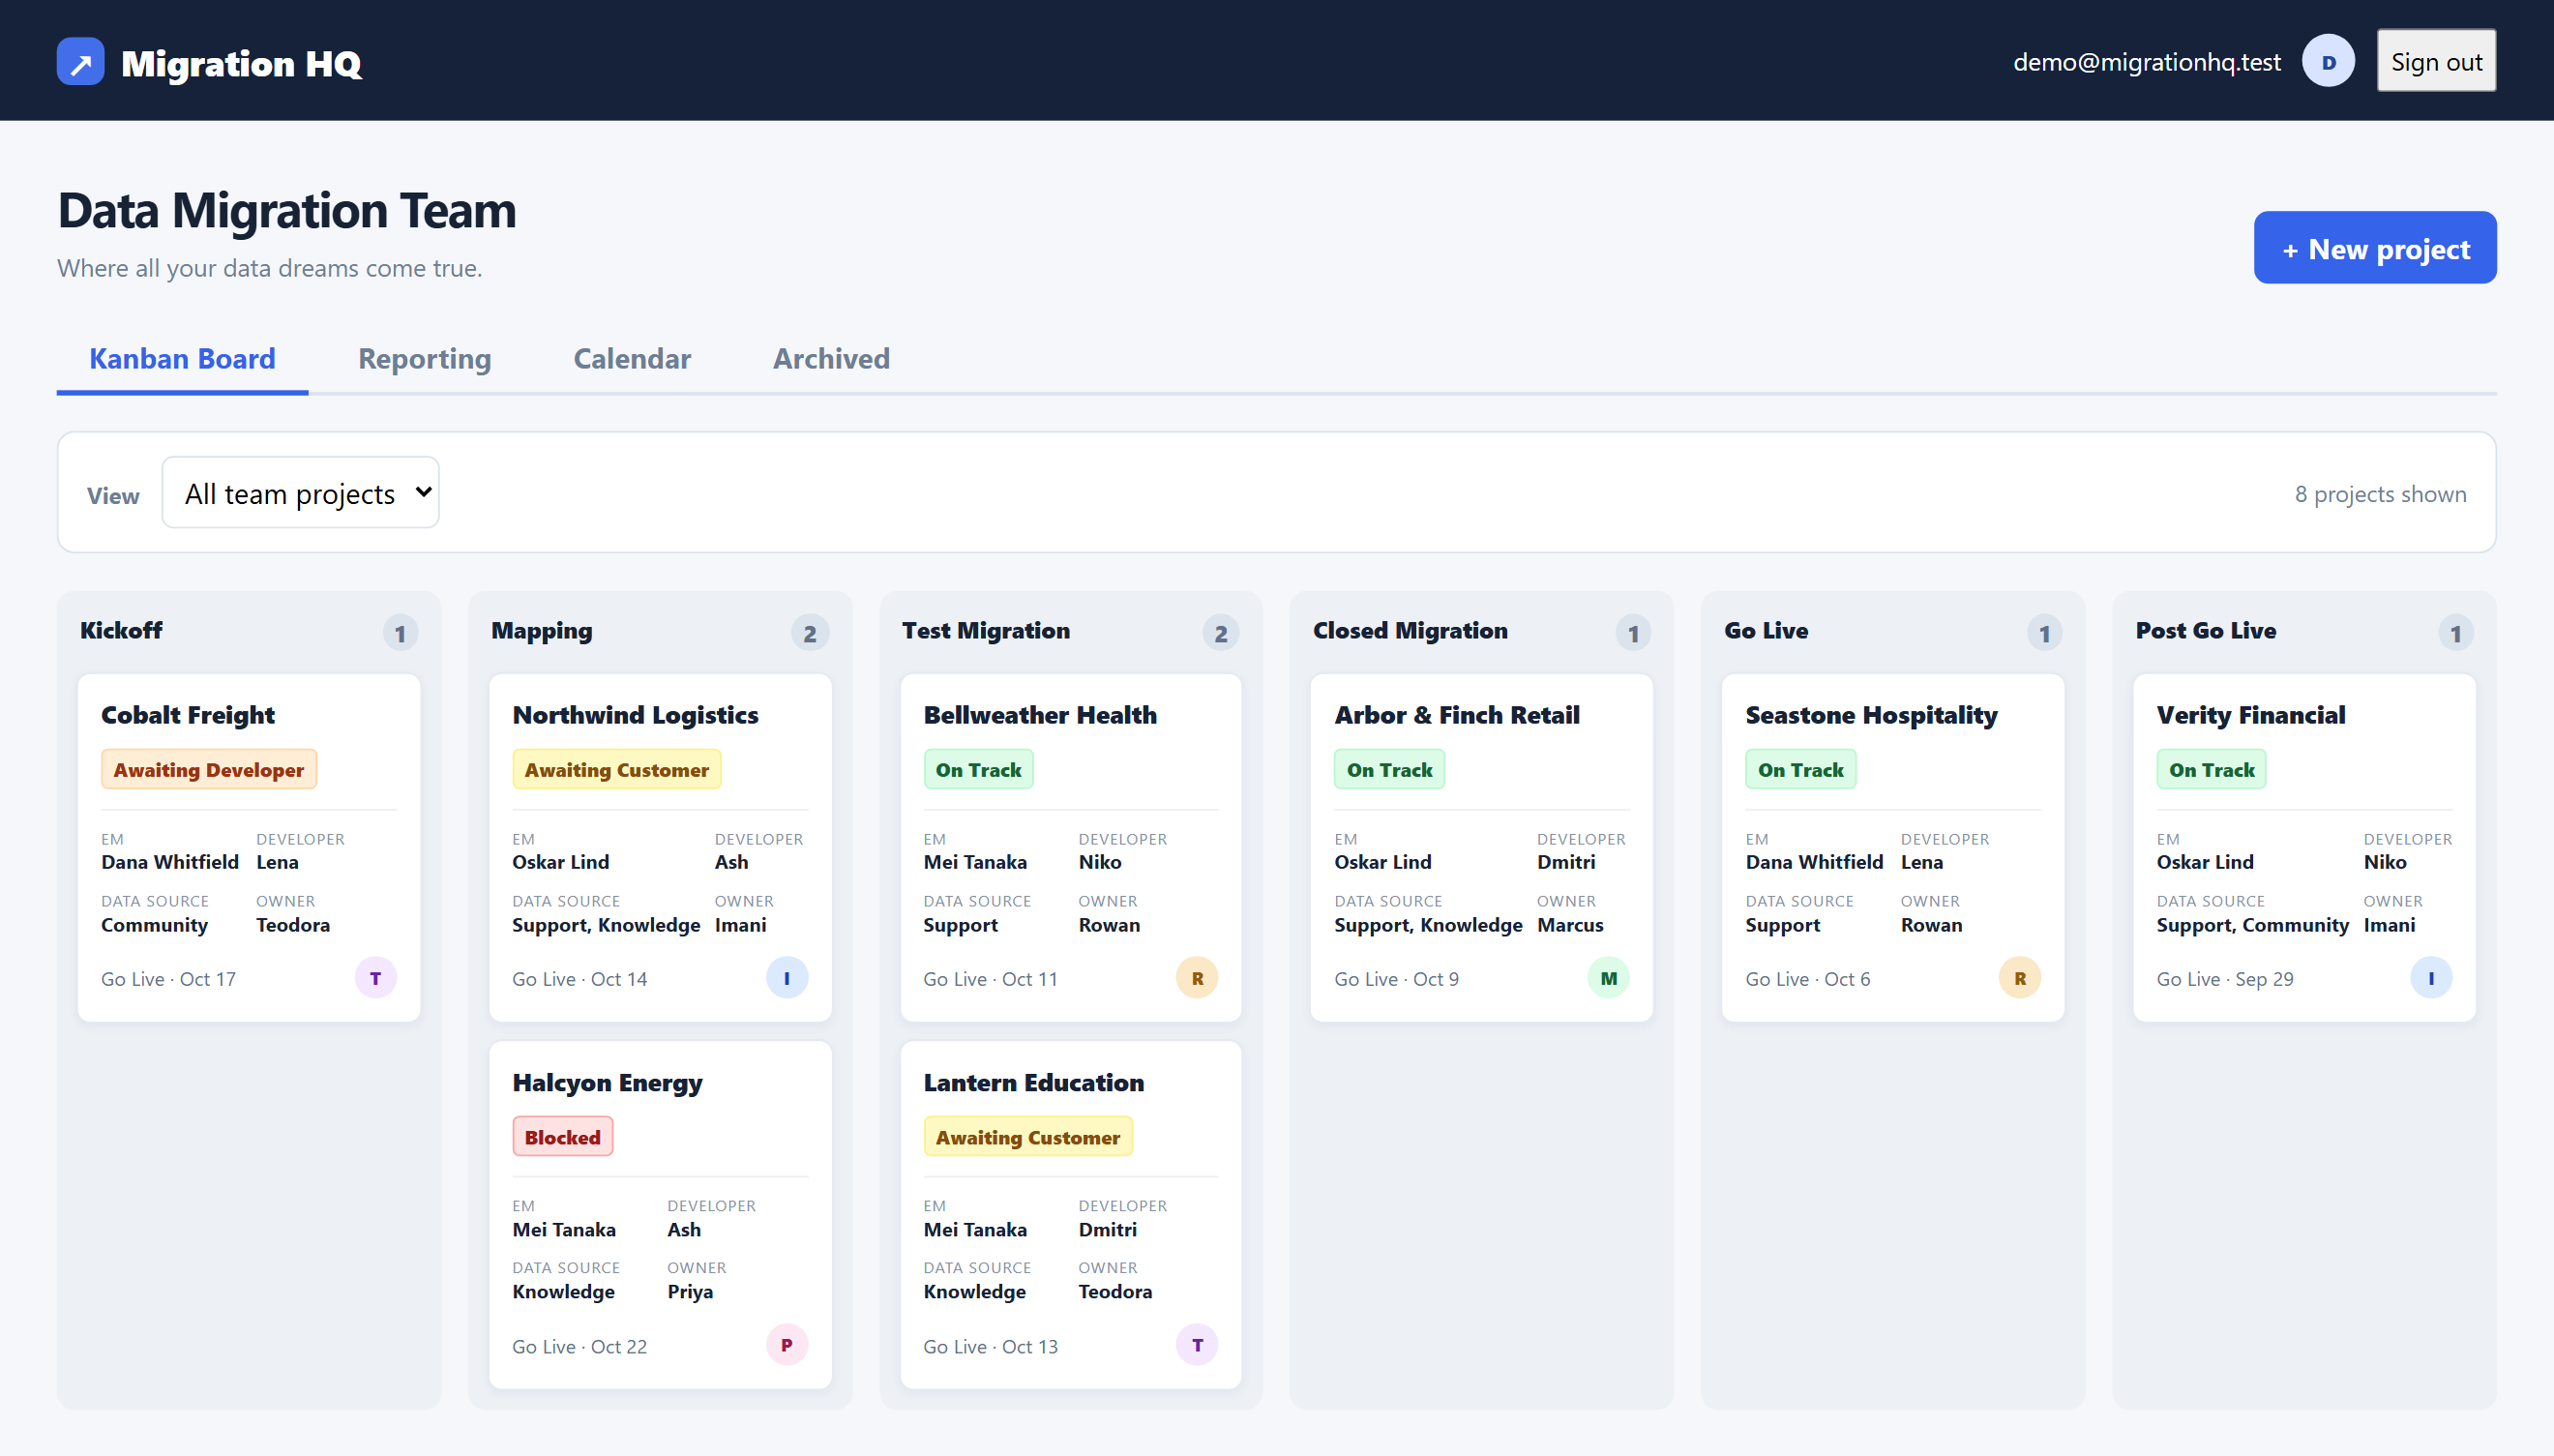 ↗ Migration HQ
demo@migrationhq.test D Sign out
Data Migration Team
Where all your data dreams come true.
+ New project
Kanban Board Reporting Calendar Archived
View All team projects 8 projects shown
Kickoff 1
Cobalt Freight
Awaiting Developer
EM DEVELOPER
Dana Whitfield Lena
DATA SOURCE OWNER
Community Teodora
Go Live · Oct 17 T
Mapping 2
Northwind Logistics
Awaiting Customer
EM DEVELOPER
Oskar Lind Ash
DATA SOURCE OWNER
Support, Knowledge Imani
Go Live · Oct 14 I
Halcyon Energy
Blocked
EM DEVELOPER
Mei Tanaka Ash
DATA SOURCE OWNER
Knowledge Priya
Go Live · Oct 22 P
Test Migration 2
Bellweather Health
On Track
EM DEVELOPER
Mei Tanaka Niko
DATA SOURCE OWNER
Support Rowan
Go Live · Oct 11 R
Lantern Education
Awaiting Customer
EM DEVELOPER
Mei Tanaka Dmitri
DATA SOURCE OWNER
Knowledge Teodora
Go Live · Oct 13 T
Closed Migration 1
Arbor & Finch Retail
On Track
EM DEVELOPER
Oskar Lind Dmitri
DATA SOURCE OWNER
Support, Knowledge Marcus
Go Live · Oct 9 M
Go Live 1
Seastone Hospitality
On Track
EM DEVELOPER
Dana Whitfield Lena
DATA SOURCE OWNER
Support Rowan
Go Live · Oct 6 R
Post Go Live 1
Verity Financial
On Track
EM DEVELOPER
Oskar Lind Niko
DATA SOURCE OWNER
Support, Community Imani
Go Live · Sep 29 I